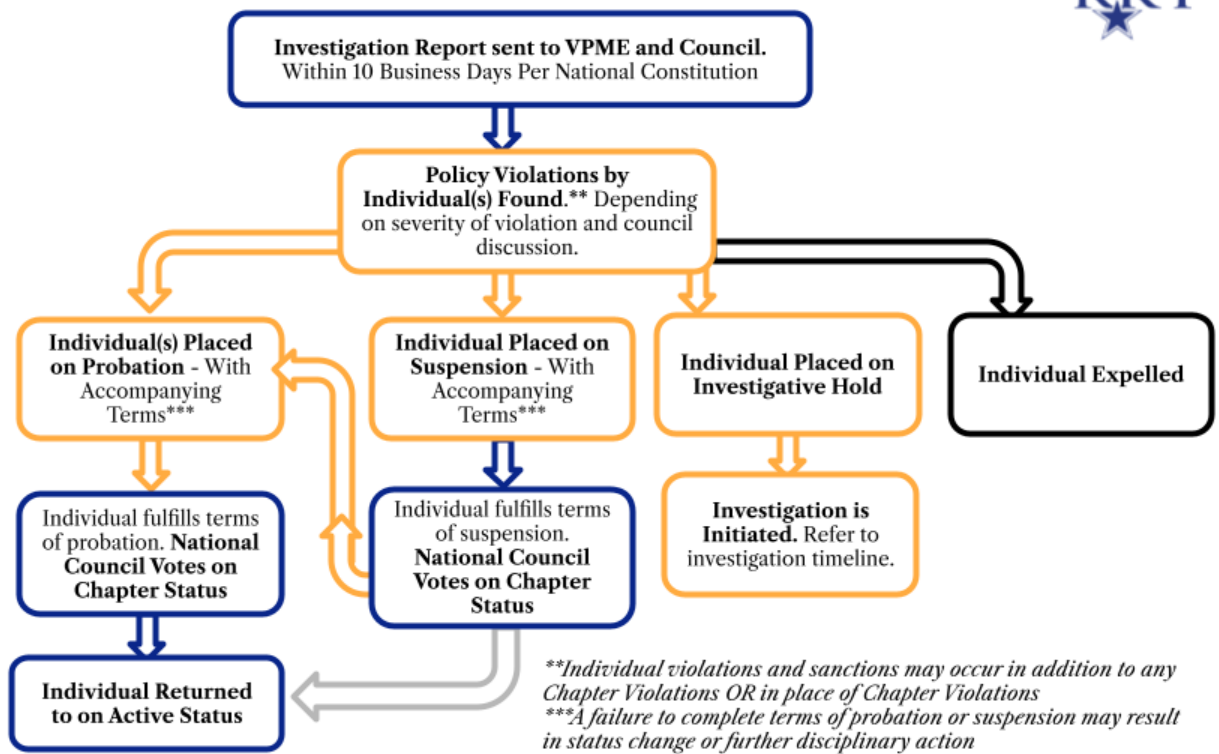 Investigation Report sent to VPME and Council.
Within 10 Business Days Per National Constitution
Policy Violations by
Individual(s) Found.** Depending
on severity of violation and council
discussion.
Individual(s) Placed
on Probation - With
Accompanying
Terms***
Individual Placed on
Suspension - With
Accompanying
Terms***
Individual Placed on
Investigative Hold
Individual Expelled
Individual fulfills terms
of probation. National
Council Votes on
Chapter Status
Individual fulfills terms
of suspension.
National Council
Votes on Chapter
Status
Investigation is
Initiated. Refer to
investigation timeline.
Individual Returned
to on Active Status
**Individual violations and sanctions may occur in addition to any
Chapter Violations OR in place of Chapter Violations
***A failure to complete terms of probation or suspension may result
in status change or further disciplinary action